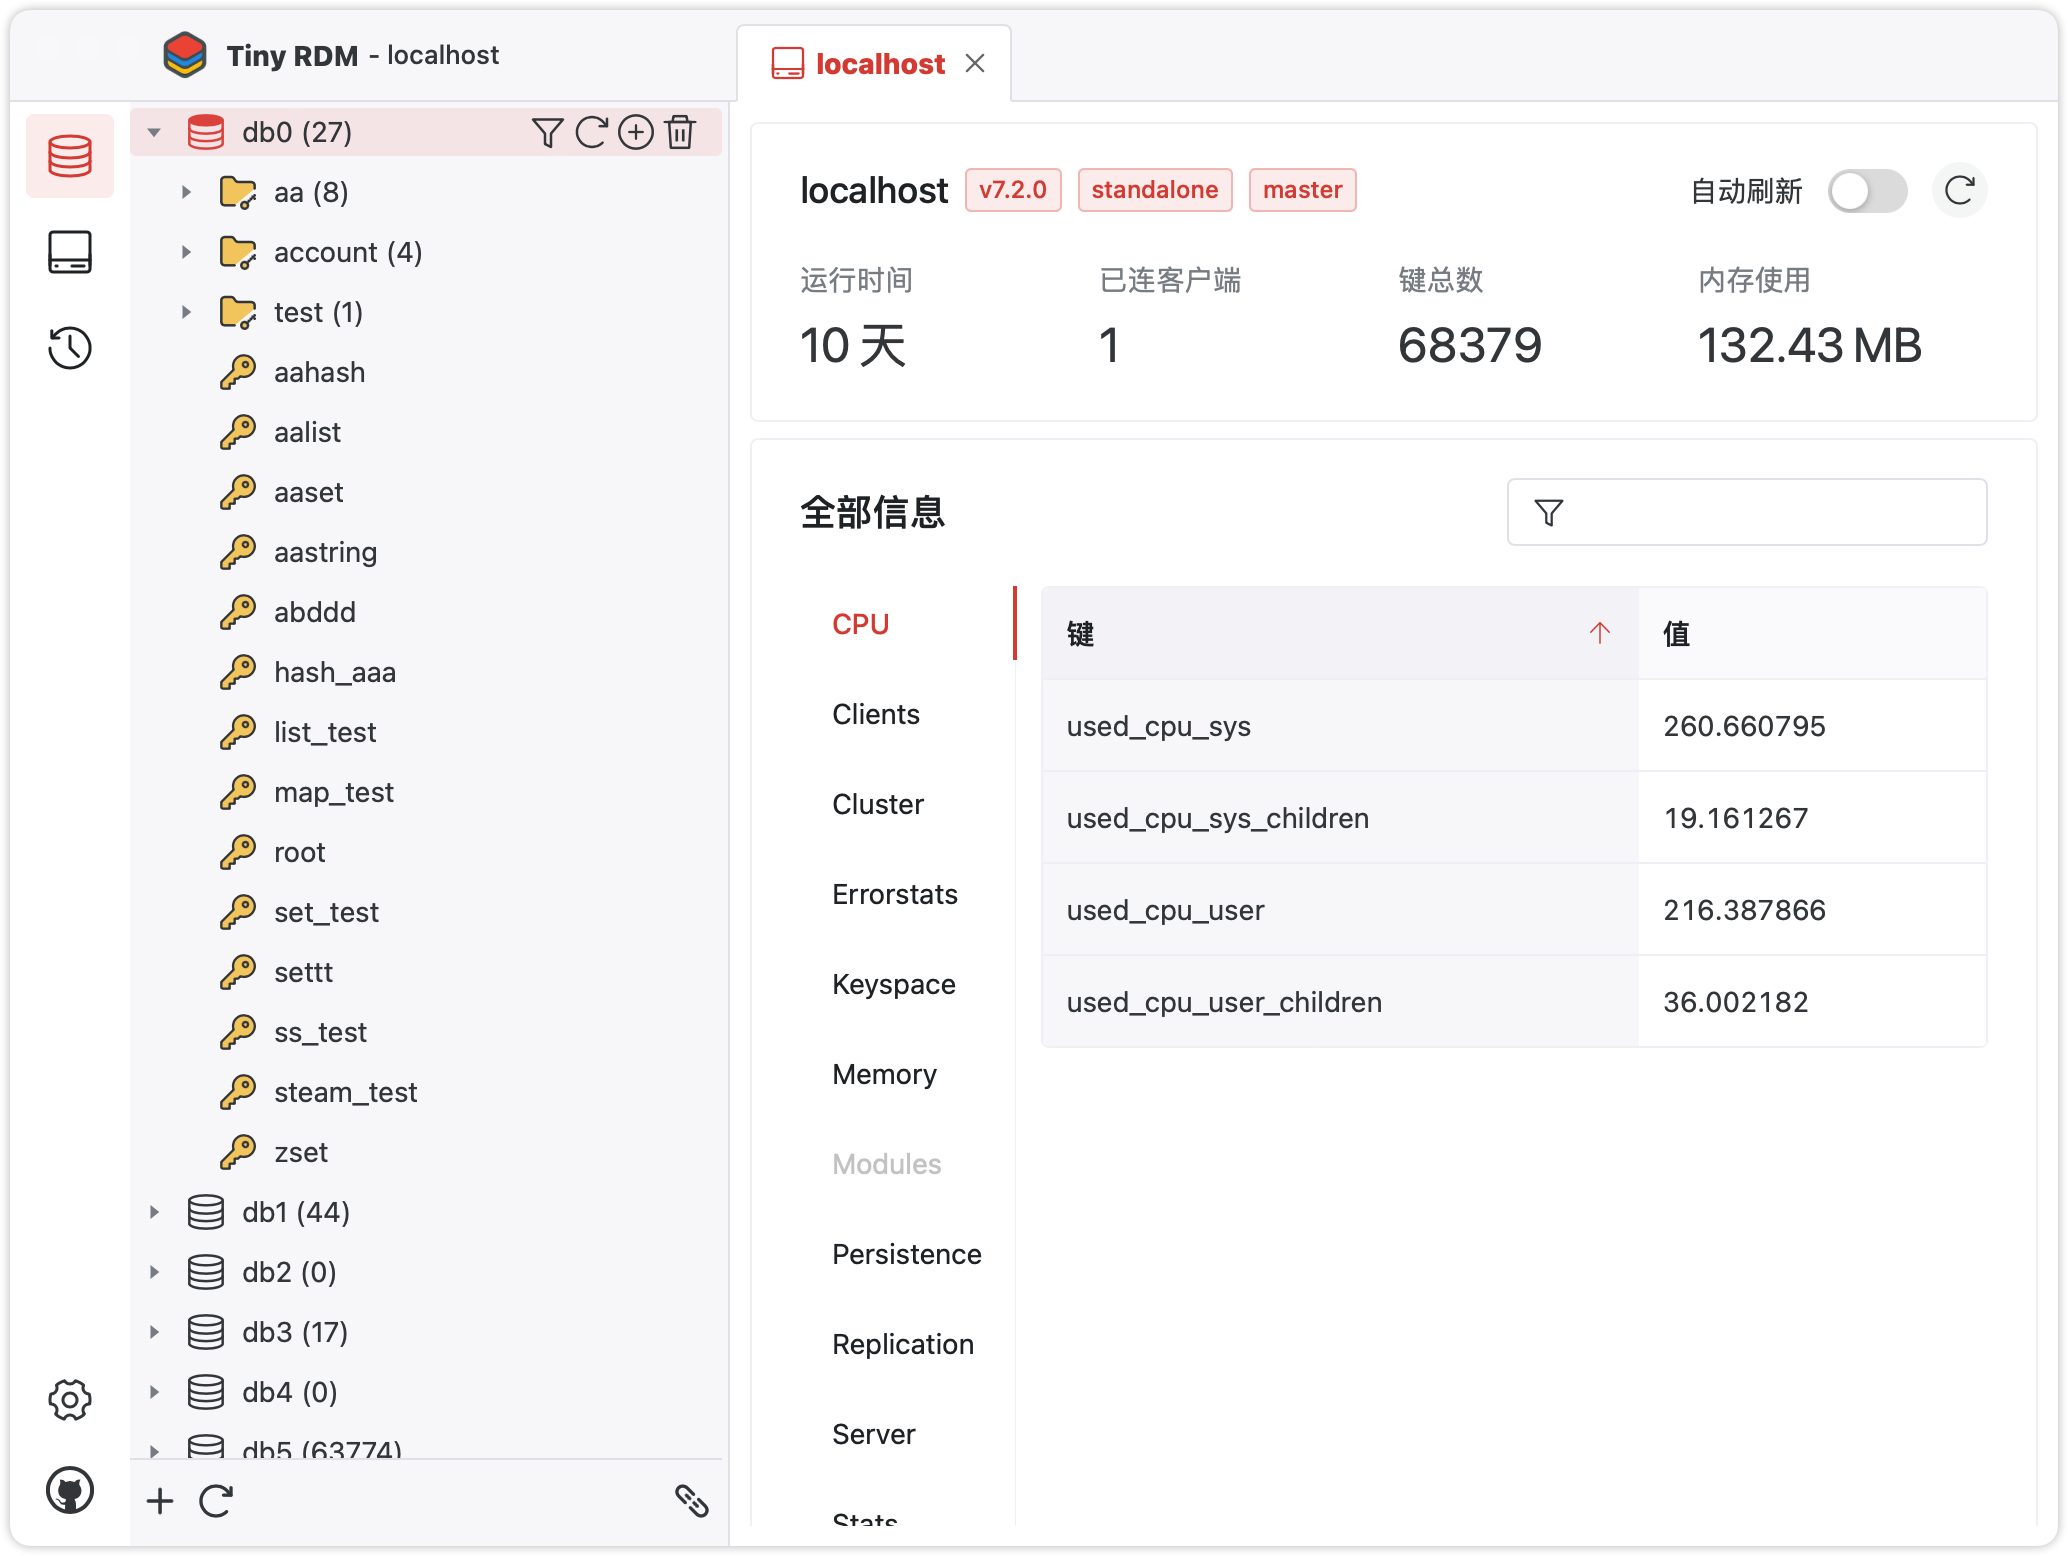 Tiny RDM - localhost
localhost
db0 (27)
aa (8)
account (4)
test (1)
aahash
aalist
aaset
aastring
abddd
hash_aaa
list_test
map_test
root
set_test
settt
ss_test
steam_test
zset
db1 (44)
db2 (0)
db3 (17)
db4 (0)
db5 (63774)
localhost v7.2.0 standalone master 自动刷新
运行时间 已连客户端 键总数 内存使用
10 天 1 68379 132.43 MB
全部信息
CPU
Clients
Cluster
Errorstats
Keyspace
Memory
Modules
Persistence
Replication
Server
Stats
键 值
used_cpu_sys 260.660795
used_cpu_sys_children 19.161267
used_cpu_user 216.387866
used_cpu_user_children 36.002182